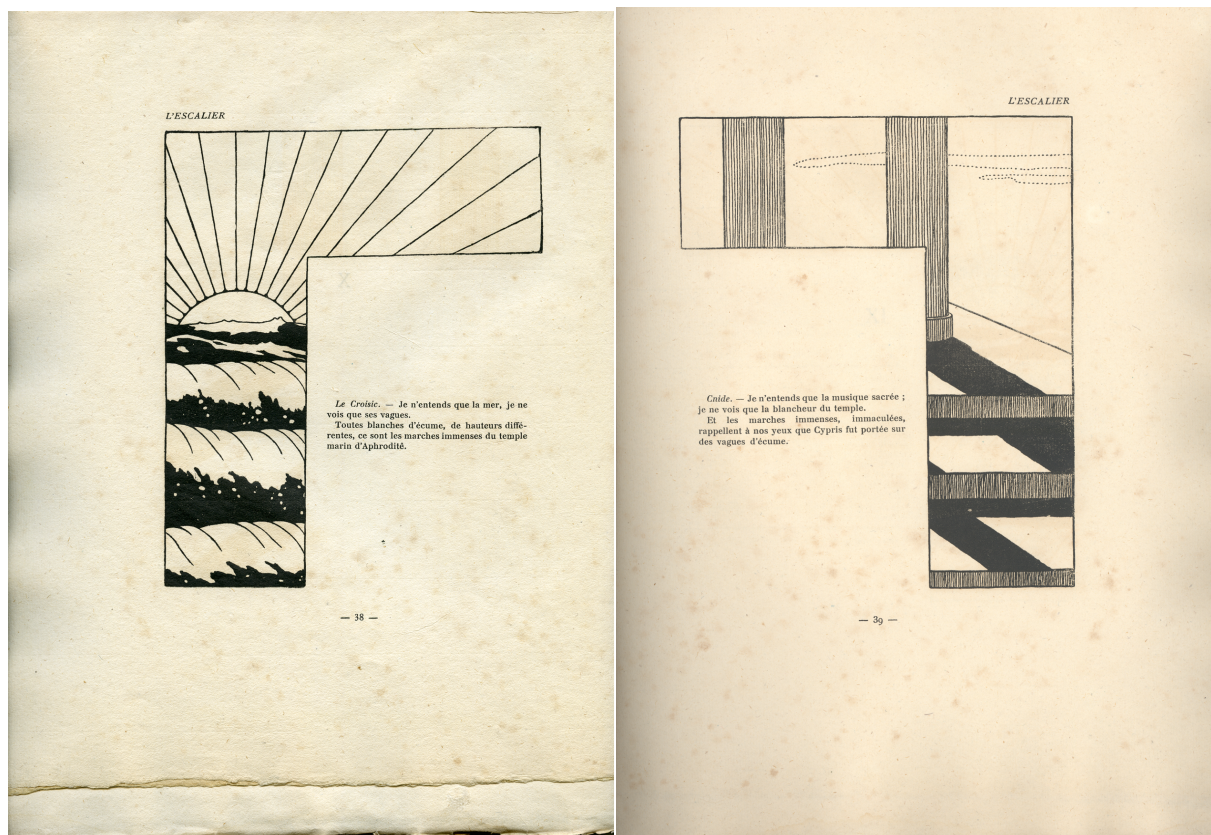 L'ESCALIER
Le Croisic. — Je n'entends que la mer, je ne
vois que ses vagues.
Toutes blanches d'écume, de hauteurs diffé-
rentes, ce sont les marches immenses du temple
marin d'Aphrodité.
— 38 —
L'ESCALIER
Cnide. — Je n'entends que la musique sacrée ;
je ne vois que la blancheur du temple.
Et les marches immenses, immaculées,
rappellent à nos yeux que Cypris fut portée sur
des vagues d'écume.
— 39 —